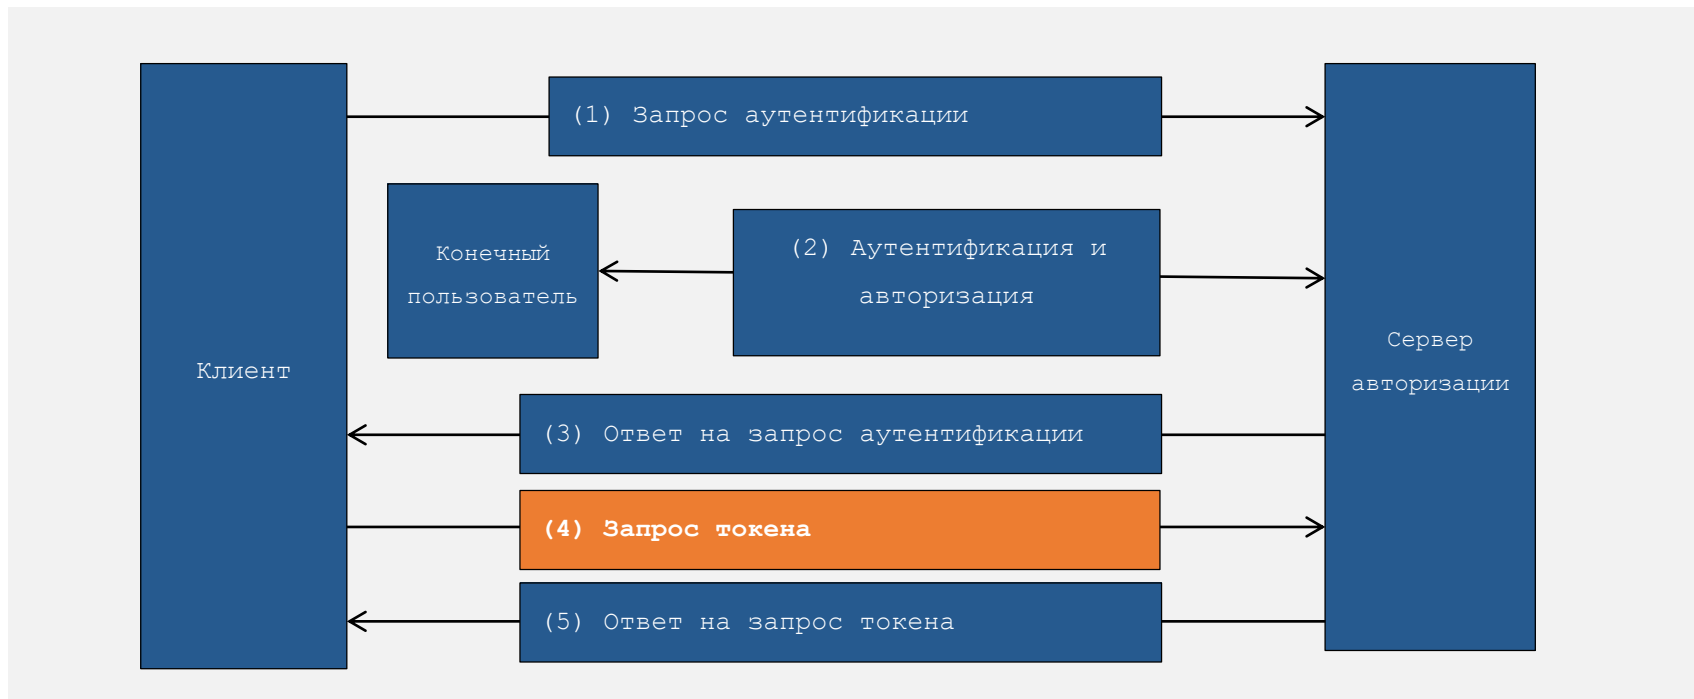 (1) Запрос аутентификации
Конечный
пользователь
(2) Аутентификация и
авторизация
Клиент
Сервер
авторизации
(3) Ответ на запрос аутентификации
(4) Запрос токена
(5) Ответ на запрос токена